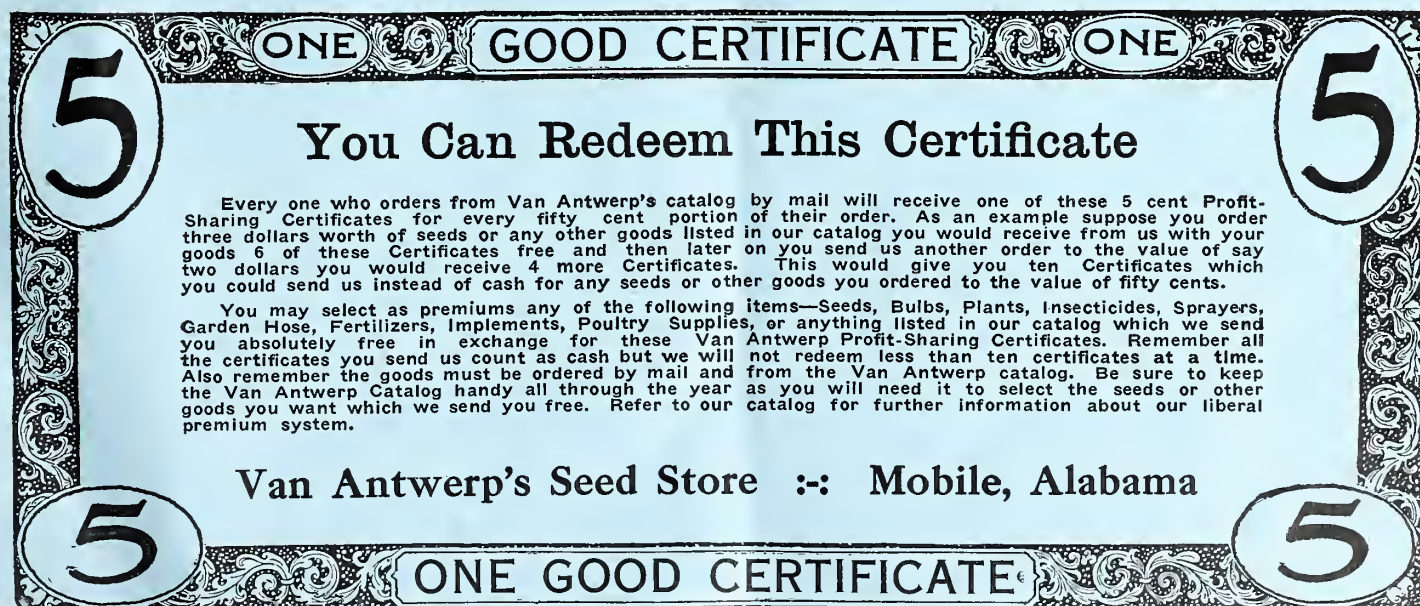 5 ONE GOOD CERTIFICATE ONE 5
You Can Redeem This Certificate
Every one who orders from Van Antwerp's catalog by mail will receive one of these 5 cent Profit-
Sharing Certificates for every fifty cent portion of their order. As an example suppose you order
three dollars worth of seeds or any other goods listed in our catalog you would receive from us with your
goods 6 of these Certificates free and then later on you send us another order to the value of say
two dollars you would receive 4 more Certificates. This would give you ten Certificates which
you could send us instead of cash for any seeds or other goods you ordered to the value of fifty cents.
You may select as premiums any of the following items—Seeds, Bulbs, Plants, Insecticides, Sprayers,
Garden Hose, Fertilizers, Implements, Poultry Supplies, or anything listed in our catalog which we send
you absolutely free in exchange for these Van Antwerp Profit-Sharing Certificates. Remember all
the certificates you send us count as cash but we will not redeem less than ten certificates at a time.
Also remember the goods must be ordered by mail and from the Van Antwerp catalog. Be sure to keep
the Van Antwerp Catalog handy all through the year as you will need it to select the seeds or other
goods you want which we send you free. Refer to our catalog for further information about our liberal
premium system.
Van Antwerp's Seed Store :-: Mobile, Alabama
5 ONE GOOD CERTIFICATE 5